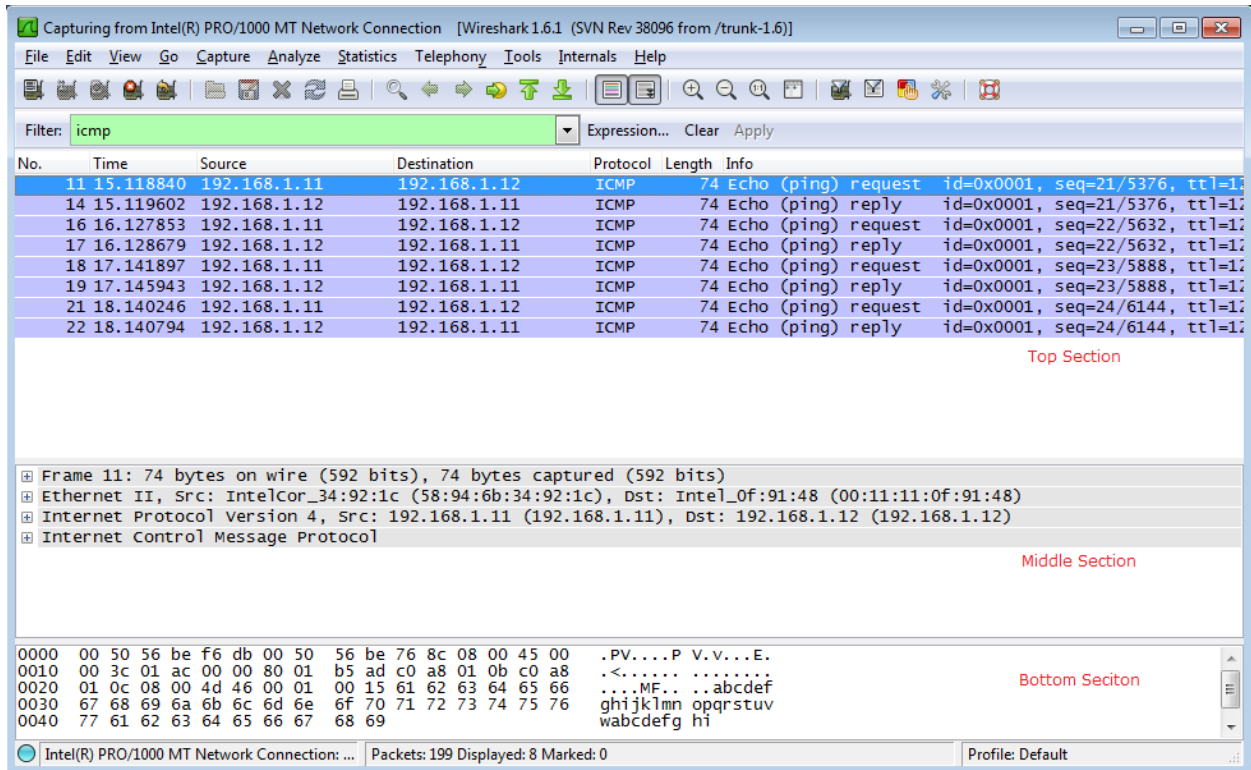 Capturing from Intel(R) PRO/1000 MT Network Connection [Wireshark 1.6.1 (SVN Rev 38096 from /trunk-1.6)]
File Edit View Go Capture Analyze Statistics Telephony Tools Internals Help
Filter: icmp Expression... Clear Apply
No. Time Source Destination Protocol Length Info
11 15.118840 192.168.1.11 192.168.1.12 ICMP 74 Echo (ping) request id=0x0001, seq=21/5376, ttl=12
14 15.119602 192.168.1.12 192.168.1.11 ICMP 74 Echo (ping) reply id=0x0001, seq=21/5376, ttl=12
16 16.127853 192.168.1.11 192.168.1.12 ICMP 74 Echo (ping) request id=0x0001, seq=22/5632, ttl=12
17 16.128679 192.168.1.12 192.168.1.11 ICMP 74 Echo (ping) reply id=0x0001, seq=22/5632, ttl=12
18 17.141897 192.168.1.11 192.168.1.12 ICMP 74 Echo (ping) request id=0x0001, seq=23/5888, ttl=12
19 17.145943 192.168.1.12 192.168.1.11 ICMP 74 Echo (ping) reply id=0x0001, seq=23/5888, ttl=12
21 18.140246 192.168.1.11 192.168.1.12 ICMP 74 Echo (ping) request id=0x0001, seq=24/6144, ttl=12
22 18.140794 192.168.1.12 192.168.1.11 ICMP 74 Echo (ping) reply id=0x0001, seq=24/6144, ttl=12
Top Section
Frame 11: 74 bytes on wire (592 bits), 74 bytes captured (592 bits)
Ethernet II, Src: IntelCor_34:92:1c (58:94:6b:34:92:1c), Dst: Intel_0f:91:48 (00:11:11:0f:91:48)
Internet Protocol Version 4, Src: 192.168.1.11 (192.168.1.11), Dst: 192.168.1.12 (192.168.1.12)
Internet Control Message Protocol
Middle Section
0000 00 50 56 be f6 db 00 50 56 be 76 8c 08 00 45 00 .PV....P V.v...E.
0010 00 3c 01 ac 00 00 80 01 b5 ad c0 a8 01 0b c0 a8 .<...... ........
0020 01 0c 08 00 4d 46 00 01 00 15 61 62 63 64 65 66 ....MF.. ..abcdef
0030 67 68 69 6a 6b 6c 6d 6e 6f 70 71 72 73 74 75 76 ghijklmn opqrstuv
0040 77 61 62 63 64 65 66 67 68 69 wabcdefg hi
Bottom Seciton
Intel(R) PRO/1000 MT Network Connection: ... Packets: 199 Displayed: 8 Marked: 0 Profile: Default